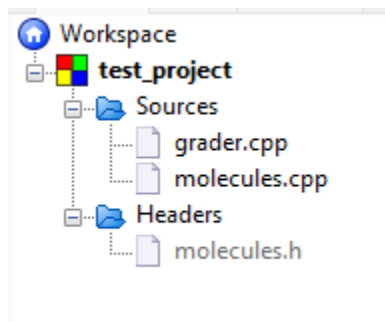 Workspace
test_project
Sources
grader.cpp
molecules.cpp
Headers
molecules.h